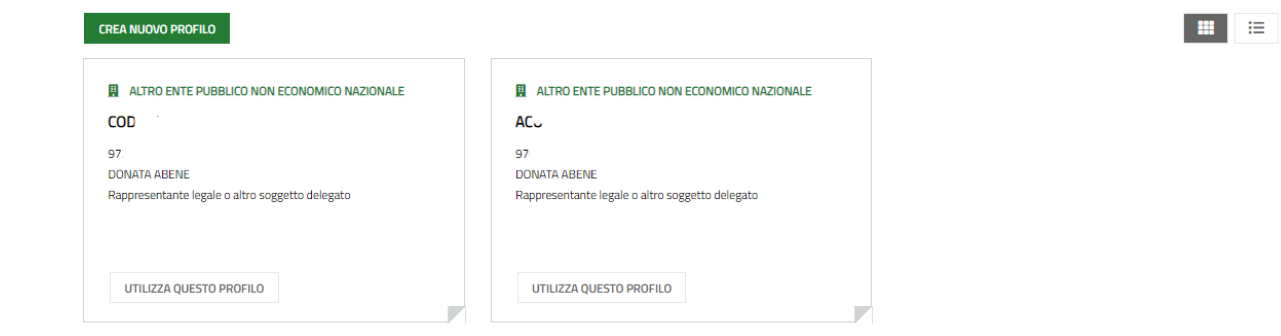 CREA NUOVO PROFILO
ALTRO ENTE PUBBLICO NON ECONOMICO NAZIONALE
COD
97
DONATA ABENE
Rappresentante legale o altro soggetto delegato
UTILIZZA QUESTO PROFILO
ALTRO ENTE PUBBLICO NON ECONOMICO NAZIONALE
97
DONATA ABENE
Rappresentante legale o altro soggetto delegato
UTILIZZA QUESTO PROFILO